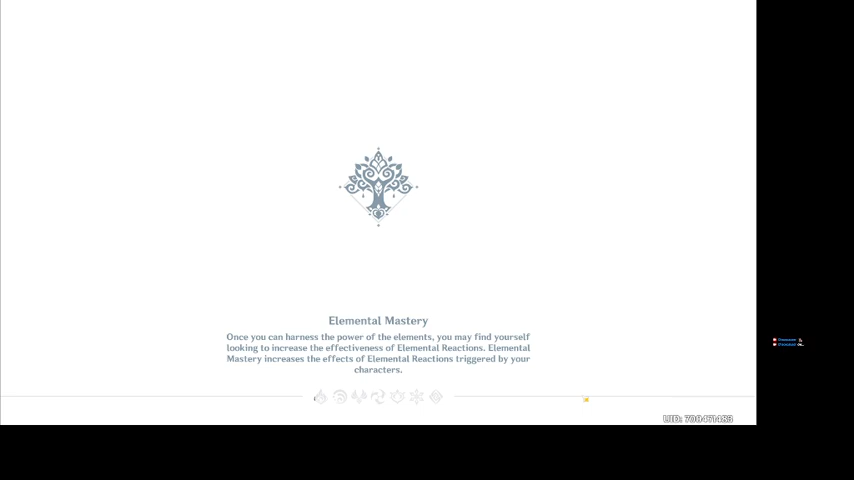 Elemental Mastery
Once you can harness the power of the elements, you may find yourself
looking to increase the effectiveness of Elemental Reactions. Elemental
Mastery increases the effects of Elemental Reactions triggered by your
characters.